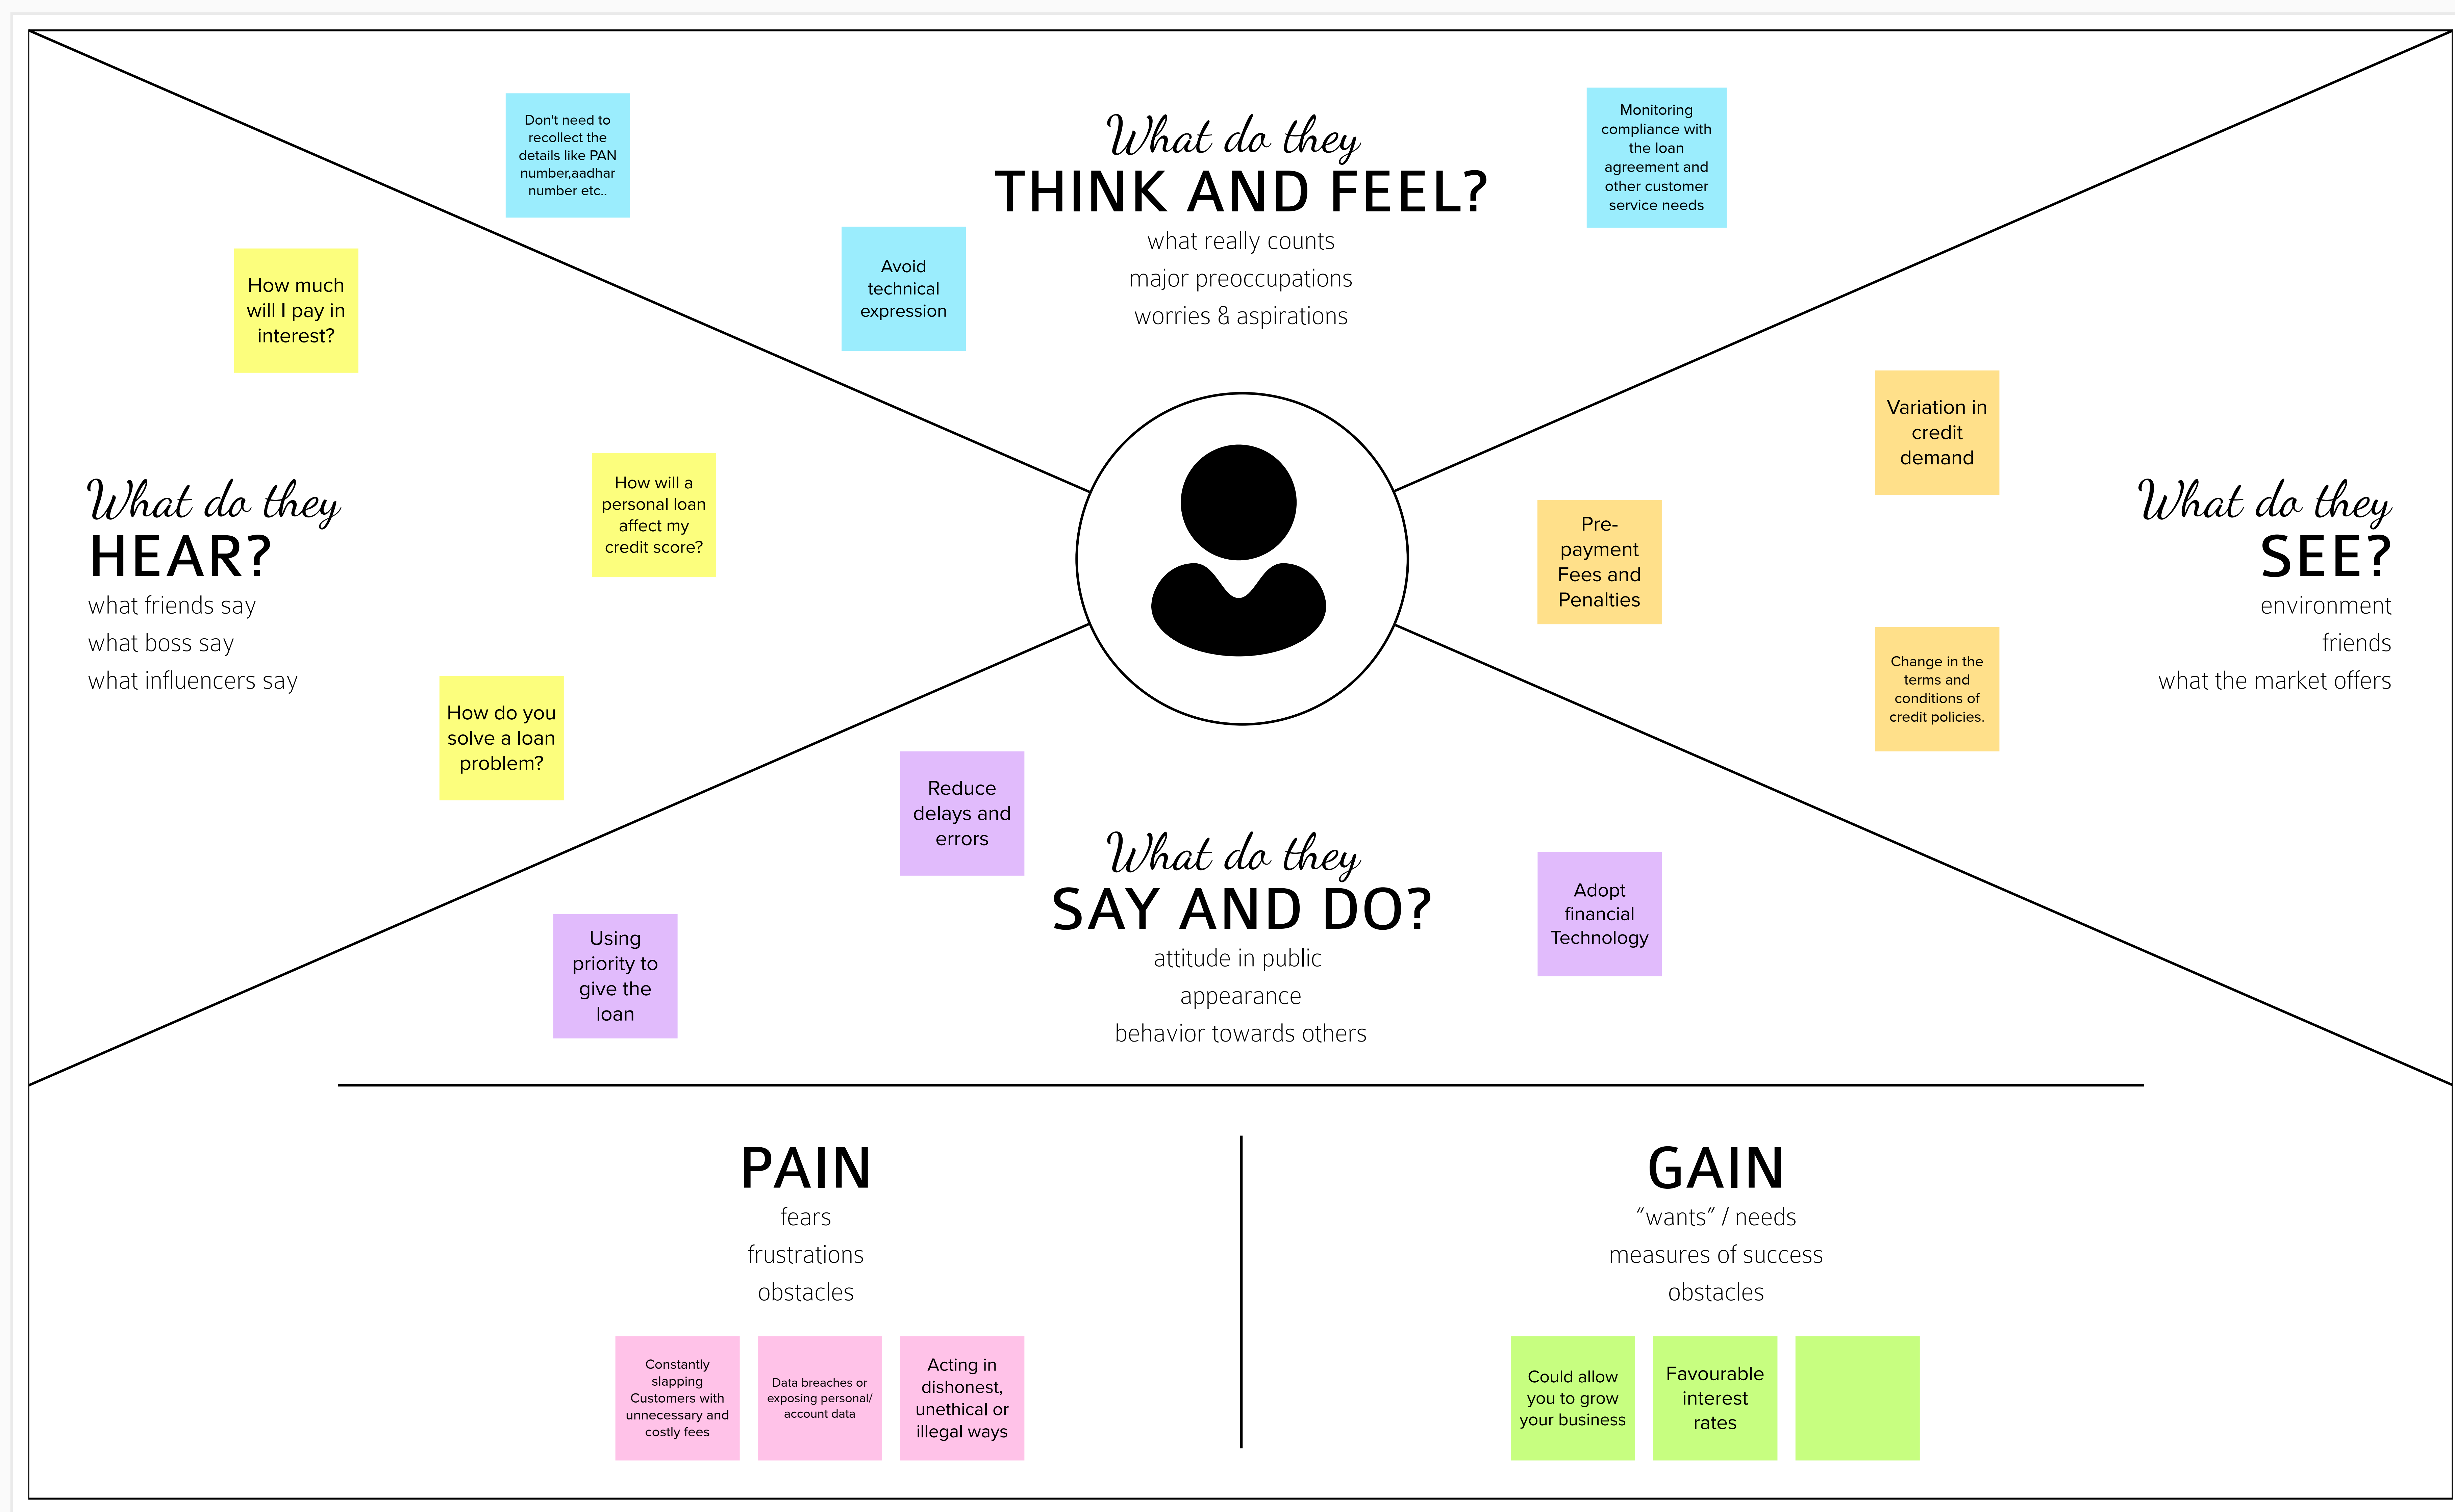 What do they
THINK AND FEEL?
what really counts
major preoccupations
worries & aspirations
Don't need to
recollect the
details like PAN
number,aadhar
number etc..
Avoid
technical
expression
Monitoring
compliance with
the loan
agreement and
other customer
service needs
What do they
HEAR?
what friends say
what boss say
what influencers say
How much
will I pay in
interest?
How will a
personal loan
affect my
credit score?
How do you
solve a loan
problem?
What do they
SEE?
environment
friends
what the market offers
Variation in
credit
demand
Pre-
payment
Fees and
Penalties
Change in the
terms and
conditions of
credit policies.
What do they
SAY AND DO?
attitude in public
appearance
behavior towards others
Reduce
delays and
errors
Using
priority to
give the
loan
Adopt
financial
Technology
PAIN
fears
frustrations
obstacles
Constantly
slapping
Customers with
unnecessary and
costly fees
Data breaches or
exposing personal/
account data
Acting in
dishonest,
unethical or
illegal ways
GAIN
“wants” / needs
measures of success
obstacles
Could allow
you to grow
your business
Favourable
interest
rates